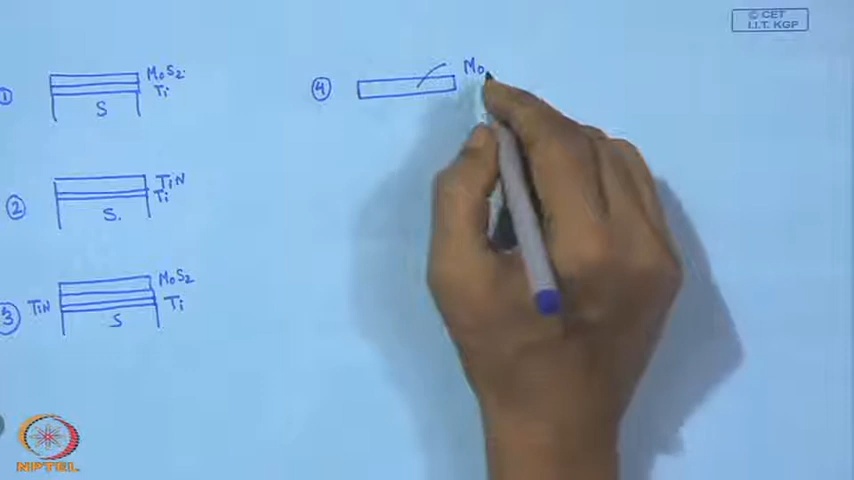 © CET
I.I.T. KGP
1 MoS2
Ti
S
2 TiN
Ti
S.
3 TiN MoS2
Ti
S
4 Mo
NPTEL